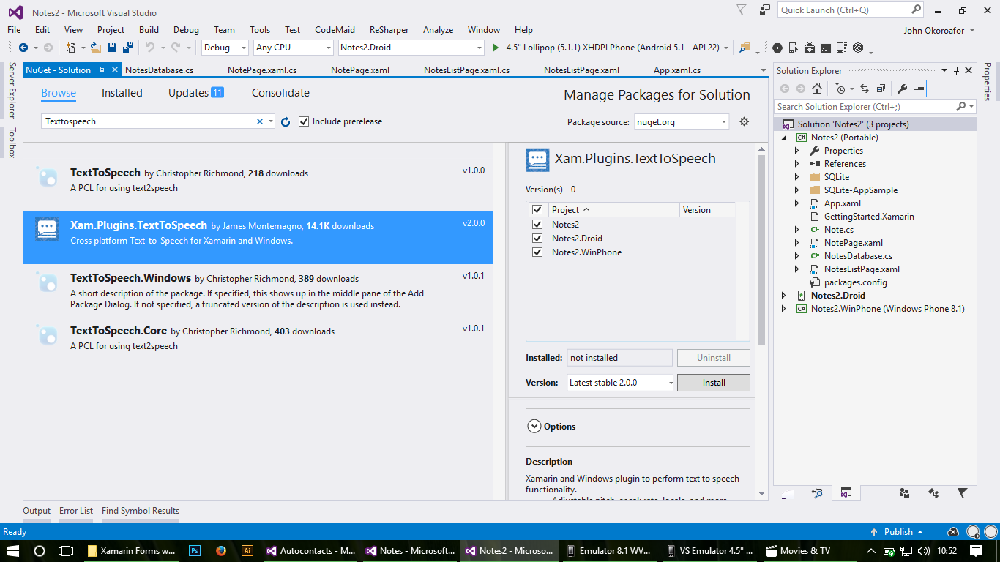 Notes2 - Microsoft Visual Studio
Quick Launch (Ctrl+Q)
File Edit View Project Build Debug Team Tools Test CodeMaid ReSharper Analyze Window Help
John Okoroafor
Debug Any CPU Notes2.Droid 4.5" Lollipop (5.1.1) XHDPI Phone (Android 5.1 - API 22)
Server Explorer
Toolbox
NuGet - Solution NotesDatabase.cs NotePage.xaml.cs NotePage.xaml NotesListPage.xaml.cs NotesListPage.xaml App.xaml.cs
Browse Installed Updates 11 Consolidate
Manage Packages for Solution
Texttospeech
Include prerelease
Package source: nuget.org
TextToSpeech by Christopher Richmond, 218 downloads v1.0.0
A PCL for using text2speech
Xam.Plugins.TextToSpeech by James Montemagno, 14.1K downloads v2.0.0
Cross platform Text-to-Speech for Xamarin and Windows.
TextToSpeech.Windows by Christopher Richmond, 389 downloads v1.0.1
A short description of the package. If specified, this shows up in the middle pane of the Add
Package Dialog. If not specified, a truncated version of the description is used instead.
TextToSpeech.Core by Christopher Richmond, 403 downloads v1.0.1
A PCL for using text2speech
Xam.Plugins.TextToSpeech
Version(s) - 0
Project Version
Notes2
Notes2.Droid
Notes2.WinPhone
Installed: not installed Uninstall
Version: Latest stable 2.0.0 Install
Options
Description
Xamarin and Windows plugin to perform text to speech
functionality.
Adjustable pitch, speak rate, locale, and more
Solution Explorer
Search Solution Explorer (Ctrl+;)
Solution 'Notes2' (3 projects)
Notes2 (Portable)
Properties
References
SQLite
SQLite-AppSample
App.xaml
GettingStarted.Xamarin
Note.cs
NotePage.xaml
NotesDatabase.cs
NotesListPage.xaml
packages.config
Notes2.Droid
Notes2.WinPhone (Windows Phone 8.1)
Properties
Output Error List Find Symbol Results
Ready
Publish
Xamarin Forms w...
Ps
Ai
Autocontacts - M...
Notes - Microsoft...
Notes2 - Microso...
Emulator 8.1 WV...
VS Emulator 4.5" ...
Movies & TV
10:52